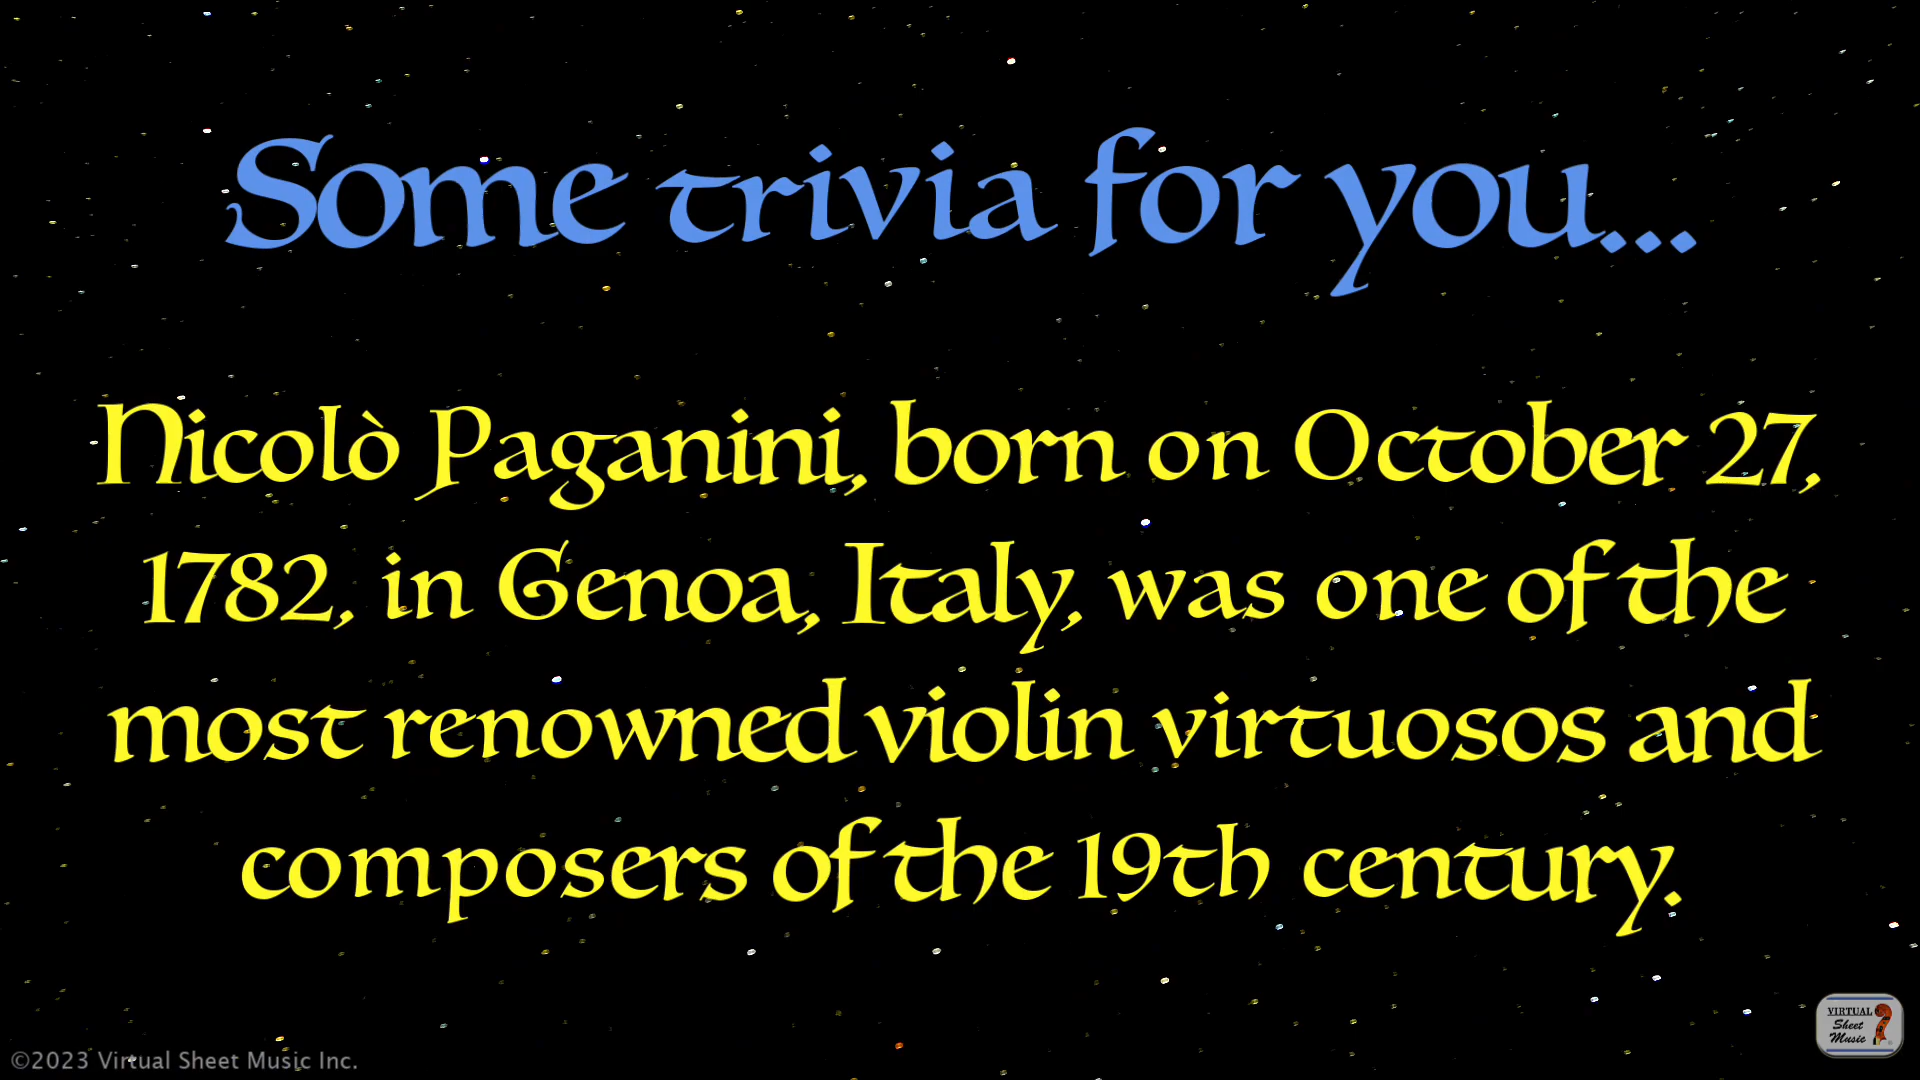 Some trivia for you...
Nicolò Paganini, born on October 27,
1782, in Genoa, Italy, was one of the
most renowned violin virtuosos and
composers of the 19th century.
©2023 Virtual Sheet Music Inc.
VIRTUAL
Sheet
Music